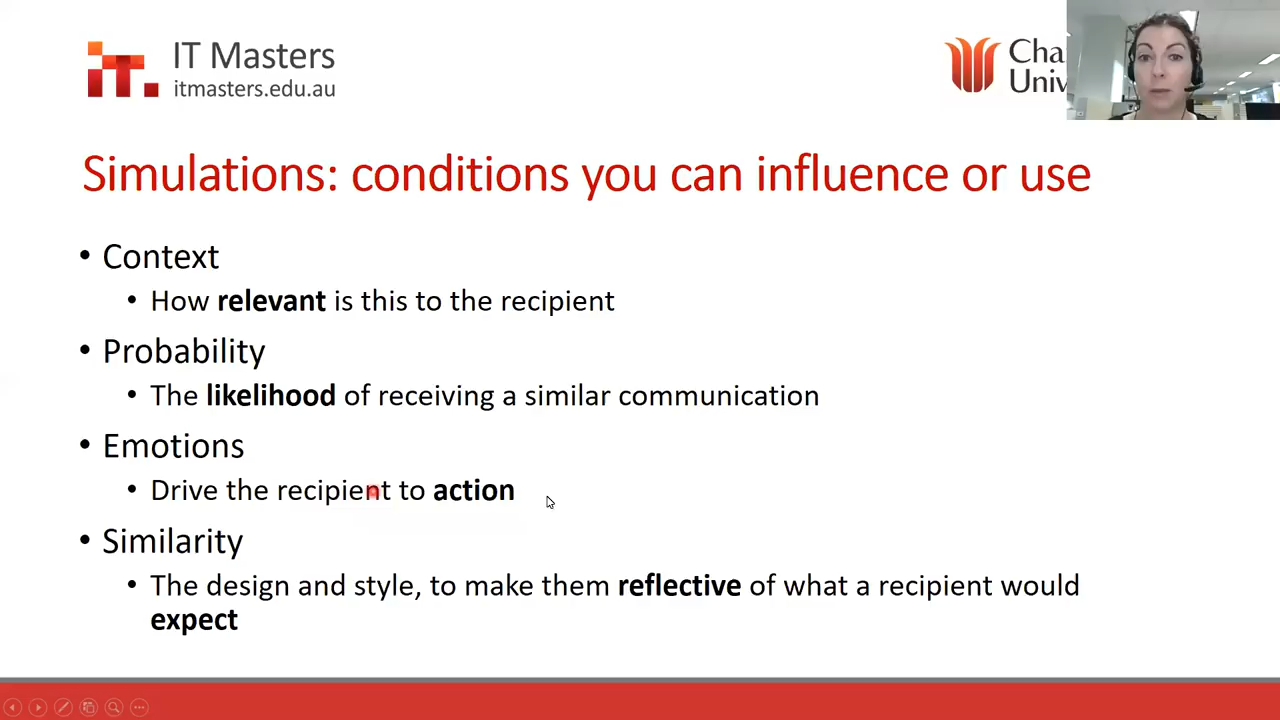 IT Masters
itmasters.edu.au
Simulations: conditions you can influence or use
• Context
• How relevant is this to the recipient
• Probability
• The likelihood of receiving a similar communication
• Emotions
• Drive the recipient to action
• Similarity
• The design and style, to make them reflective of what a recipient would
expect